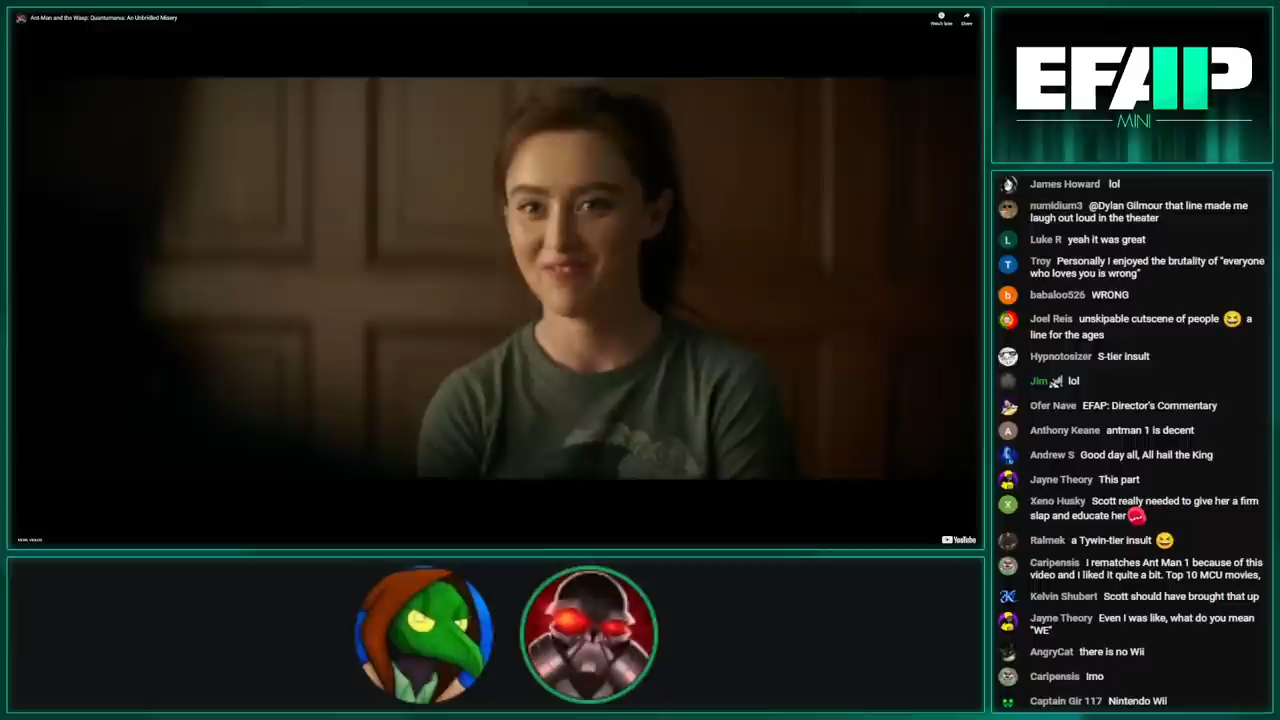 Ant-Man and the Wasp: Quantumania: An Unbridled Misery
Watch later
Share
EFAP
MINI
James Howard lol
numidium3 @Dylan Gilmour that line made me
laugh out loud in the theater
Luke R yeah it was great
Troy Personally I enjoyed the brutality of "everyone
who loves you is wrong"
babaloo526 WRONG
Joel Reis unskipable cutscene of people 😆 a
line for the ages
Hypnotosizer S-tier insult
Jim lol
Ofer Nave EFAP: Director's Commentary
Anthony Keane antman 1 is decent
Andrew S Good day all, All hail the King
Jayne Theory This part
Xeno Husky Scott really needed to give her a firm
slap and educate her
Ralmek a Tywin-tier insult 😆
Caripensis I rematches Ant Man 1 because of this
video and I liked it quite a bit. Top 10 MCU movies,
Kelvin Shubert Scott should have brought that up
Jayne Theory Even I was like, what do you mean
"WE"
AngryCat there is no Wii
Caripensis Imo
Captain Gir 117 Nintendo Wii
MORE VIDEOS
YouTube